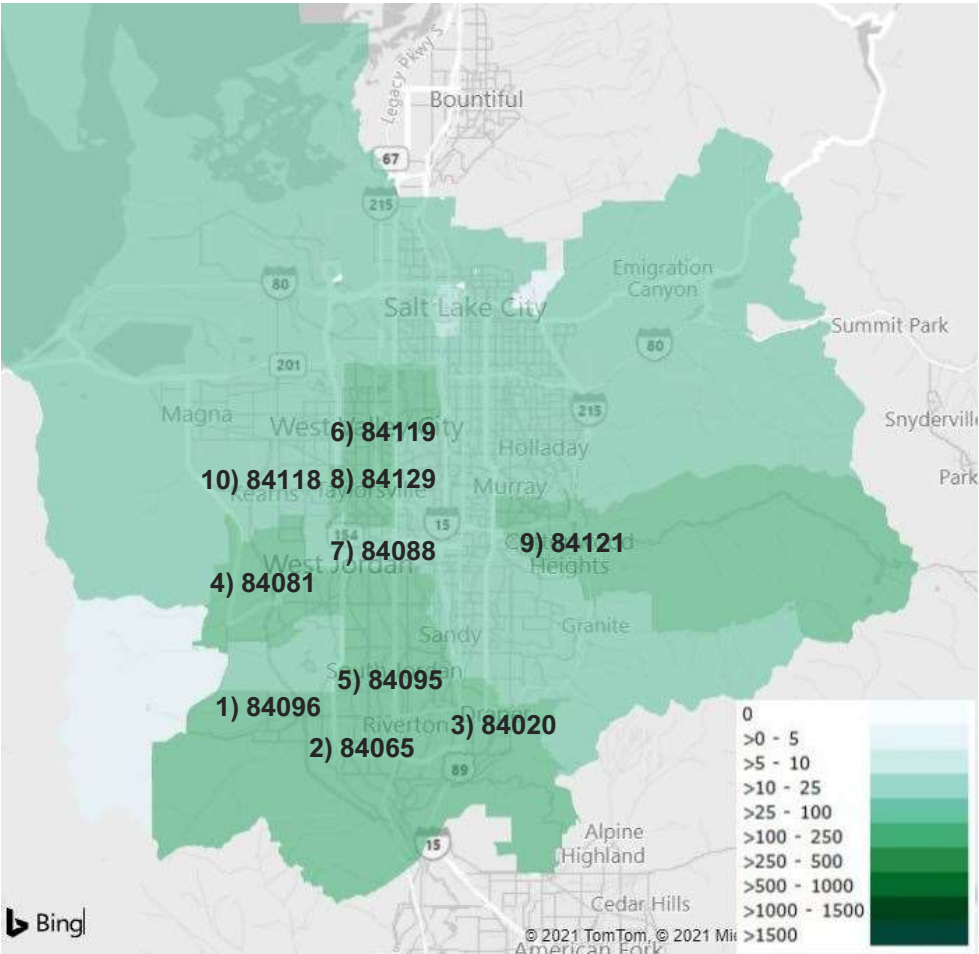 Legacy Pkwy S
Bountiful
67
215
Emigration
Canyon
80
Salt Lake City
Summit Park
80
201
215
Magna
West Valley City
6) 84119
Snyderville
Holladay
10) 84118 8) 84129
Kearns Taylorsville
Murray
Park
15
154
7) 84088
9) 84121
Heights
West Jordan
4) 84081
Granite
Sandy
South Jordan
5) 84095
1) 84096
Draper
Riverton
3) 84020
2) 84065
89
0
>0 - 5
>5 - 10
>10 - 25
>25 - 100
>100 - 250
>250 - 500
>500 - 1000
>1000 - 1500
>1500
Alpine
Highland
15
Cedar Hills
Bing
© 2021 TomTom, © 2021 Mi
American Fork